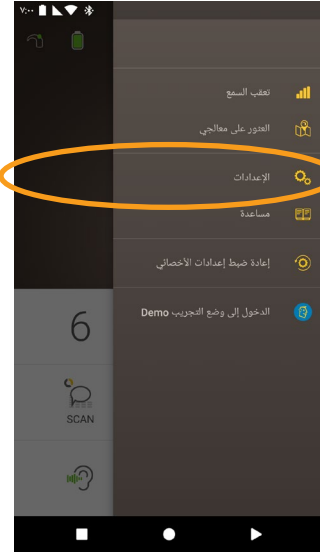 ٧:٠٠
تعقب السمع
العثور على معالجي
الإعدادات
مساعدة
إعادة ضبط إعدادات الأخصائي
الدخول إلى وضع التجريب Demo
6
SCAN